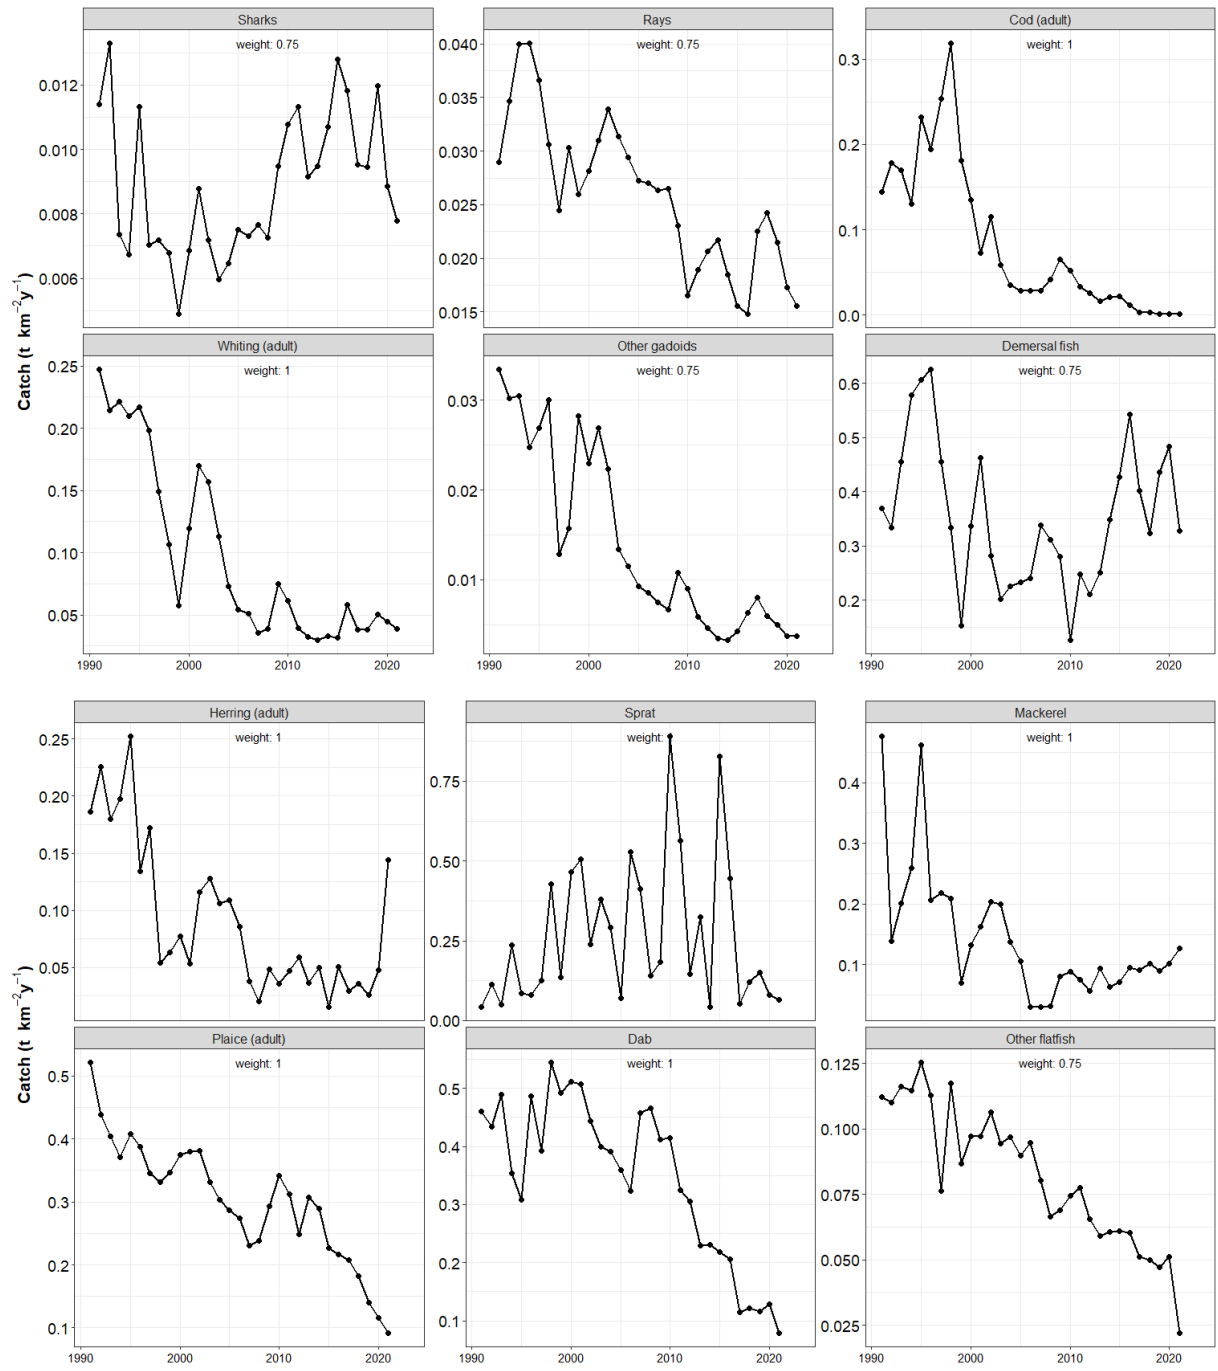 Sharks
weight: 0.75
0.012
0.010
0.008
0.006
Rays
weight: 0.75
0.040
0.035
0.030
0.025
0.020
0.015
Cod (adult)
weight: 1
0.3
0.2
0.1
0.0
Catch (t km⁻²y⁻¹)
Whiting (adult)
weight: 1
0.25
0.20
0.15
0.10
0.05
1990 2000 2010 2020
Other gadoids
weight: 0.75
0.03
0.02
0.01
1990 2000 2010 2020
Demersal fish
weight: 0.75
0.6
0.5
0.4
0.3
0.2
1990 2000 2010 2020
Herring (adult)
weight: 1
0.25
0.20
0.15
0.10
0.05
Sprat
weight:
0.75
0.50
0.25
0.00
Mackerel
weight: 1
0.4
0.3
0.2
0.1
Catch (t km⁻²y⁻¹)
Plaice (adult)
weight: 1
0.5
0.4
0.3
0.2
0.1
1990 2000 2010 2020
Dab
weight: 1
0.5
0.4
0.3
0.2
0.1
1990 2000 2010 2020
Other flatfish
weight: 0.75
0.125
0.100
0.075
0.050
0.025
1990 2000 2010 2020